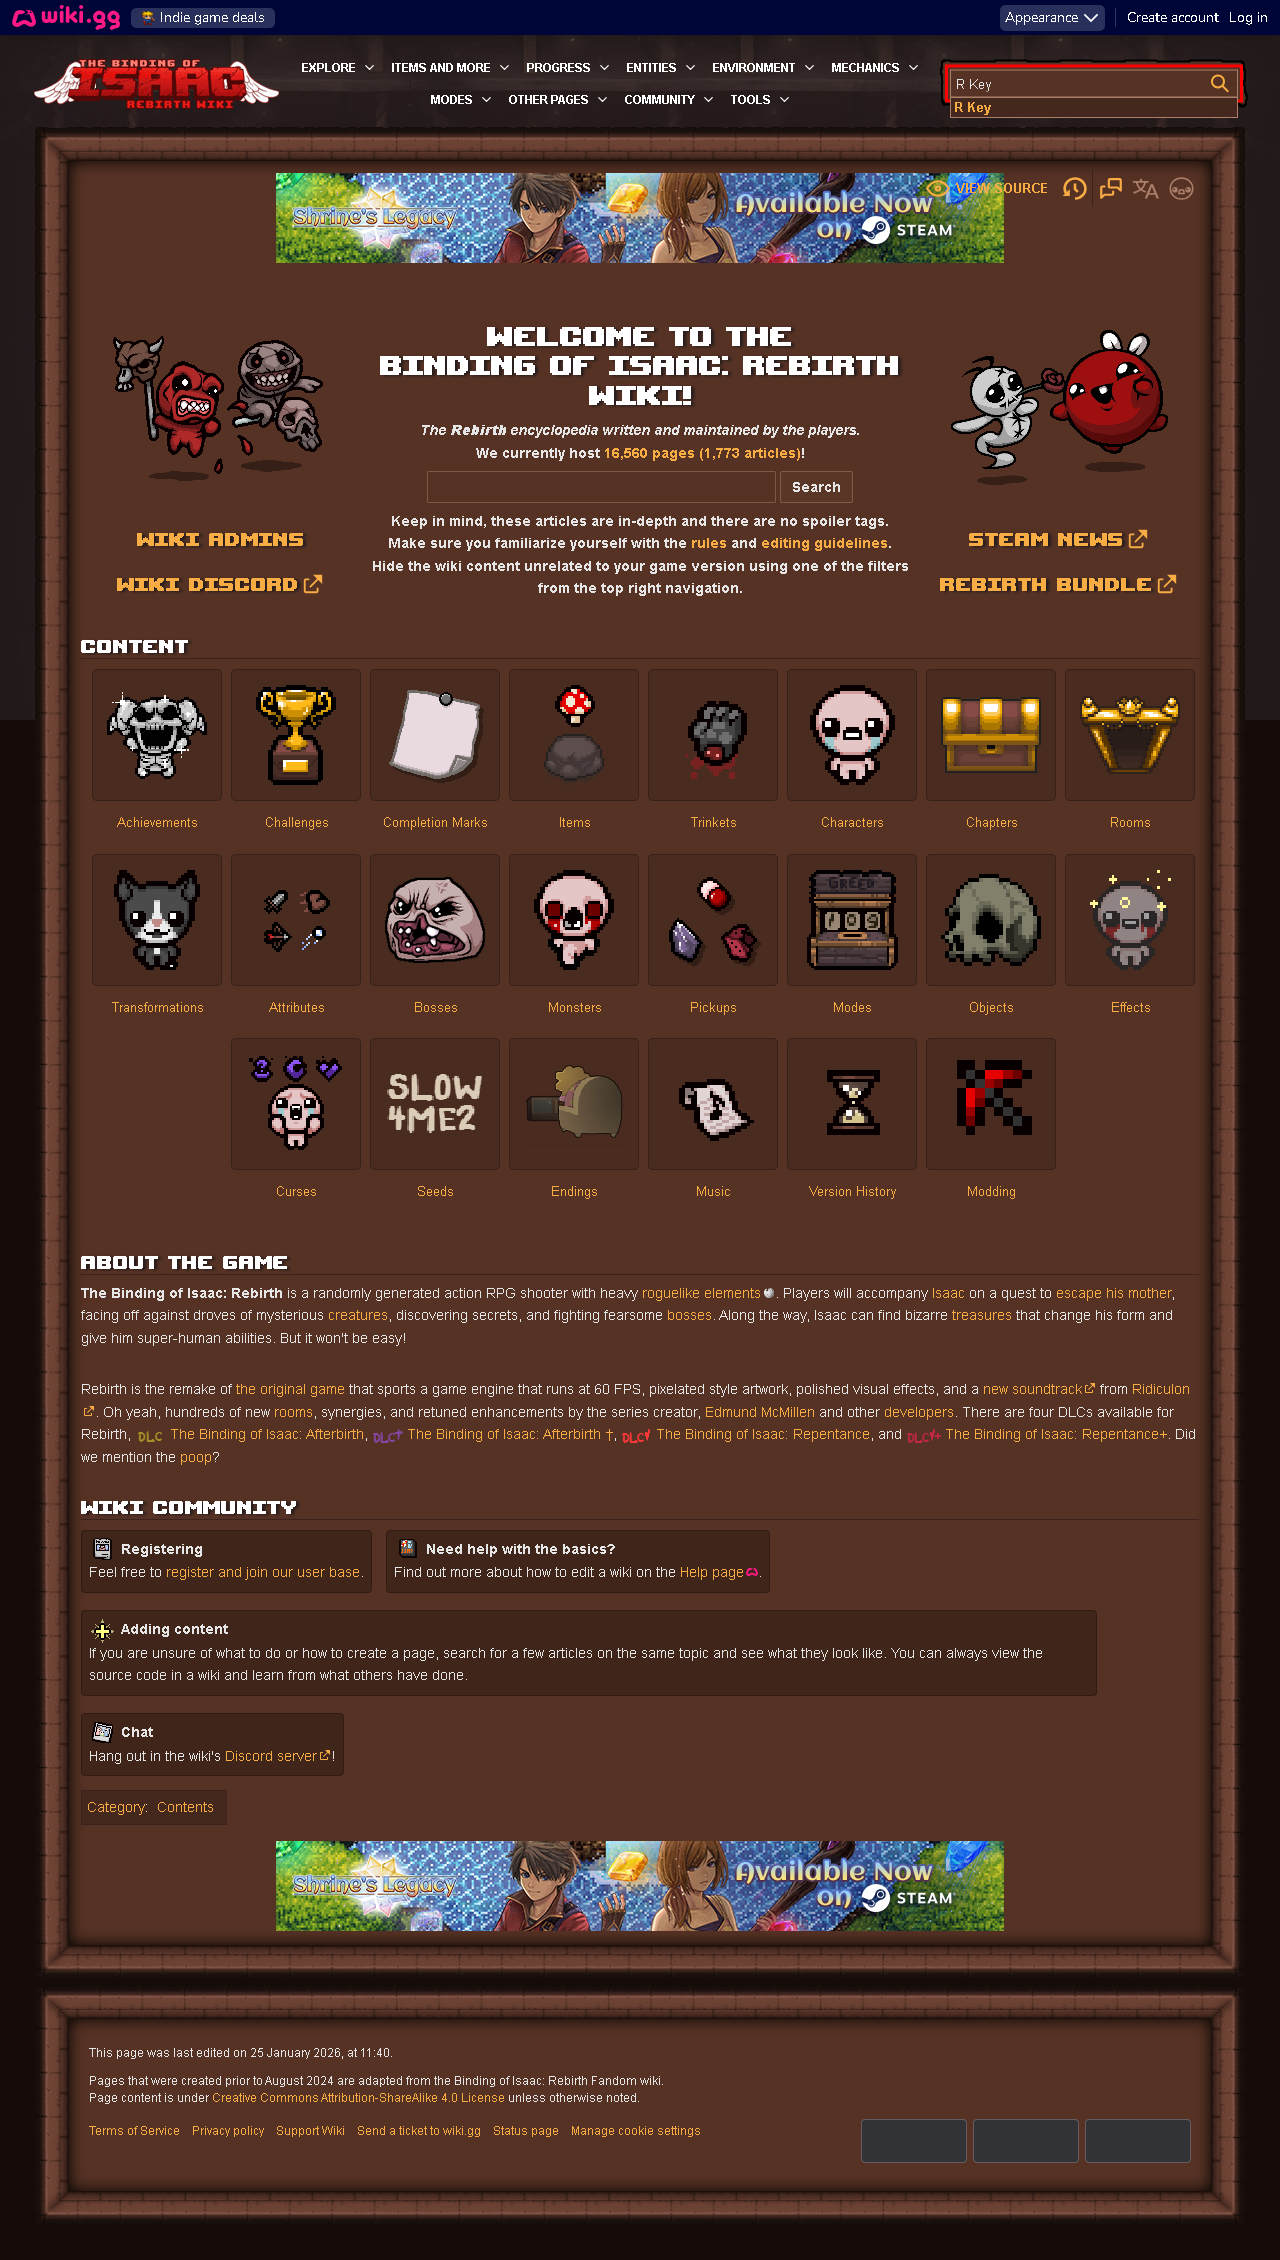 wiki.gg
Indie game deals
Appearance
Create account
Log in
THE BINDING OF
ISAAC
REBIRTH WIKI
EXPLORE
ITEMS AND MORE
PROGRESS
ENTITIES
ENVIRONMENT
MECHANICS
MODES
OTHER PAGES
COMMUNITY
TOOLS
R Key
R Key
VIEW SOURCE
Shrine's Legacy
Available Now
on STEAM
WELCOME TO THE
BINDING OF ISAAC: REBIRTH
WIKI!
The Rebirth encyclopedia written and maintained by the players.
We currently host 16,560 pages (1,773 articles)!
Search
Keep in mind, these articles are in-depth and there are no spoiler tags.
Make sure you familiarize yourself with the rules and editing guidelines.
Hide the wiki content unrelated to your game version using one of the filters
from the top right navigation.
WIKI ADMINS
WIKI DISCORD
STEAM NEWS
REBIRTH BUNDLE
CONTENT
Achievements
Challenges
Completion Marks
Items
Trinkets
Characters
Chapters
Rooms
GREED
109
Transformations
Attributes
Bosses
Monsters
Pickups
Modes
Objects
Effects
SLOW
4ME2
Curses
Seeds
Endings
Music
Version History
Modding
ABOUT THE GAME
The Binding of Isaac: Rebirth is a randomly generated action RPG shooter with heavy roguelike elements. Players will accompany Isaac on a quest to escape his mother,
facing off against droves of mysterious creatures, discovering secrets, and fighting fearsome bosses. Along the way, Isaac can find bizarre treasures that change his form and
give him super-human abilities. But it won't be easy!
Rebirth is the remake of the original game that sports a game engine that runs at 60 FPS, pixelated style artwork, polished visual effects, and a new soundtrack from Ridiculon
. Oh yeah, hundreds of new rooms, synergies, and retuned enhancements by the series creator, Edmund McMillen and other developers. There are four DLCs available for
Rebirth, DLC The Binding of Isaac: Afterbirth, DLC† The Binding of Isaac: Afterbirth †, DLC The Binding of Isaac: Repentance, and DLC+ The Binding of Isaac: Repentance+. Did
we mention the poop?
WIKI COMMUNITY
Registering
Feel free to register and join our user base.
Need help with the basics?
Find out more about how to edit a wiki on the Help page.
Adding content
If you are unsure of what to do or how to create a page, search for a few articles on the same topic and see what they look like. You can always view the
source code in a wiki and learn from what others have done.
Chat
Hang out in the wiki's Discord server!
Category: Contents
Shrine's Legacy
Available Now
on STEAM
This page was last edited on 25 January 2026, at 11:40.
Pages that were created prior to August 2024 are adapted from the Binding of Isaac: Rebirth Fandom wiki.
Page content is under Creative Commons Attribution-ShareAlike 4.0 License unless otherwise noted.
Terms of Service
Privacy policy
Support Wiki
Send a ticket to wiki.gg
Status page
Manage cookie settings